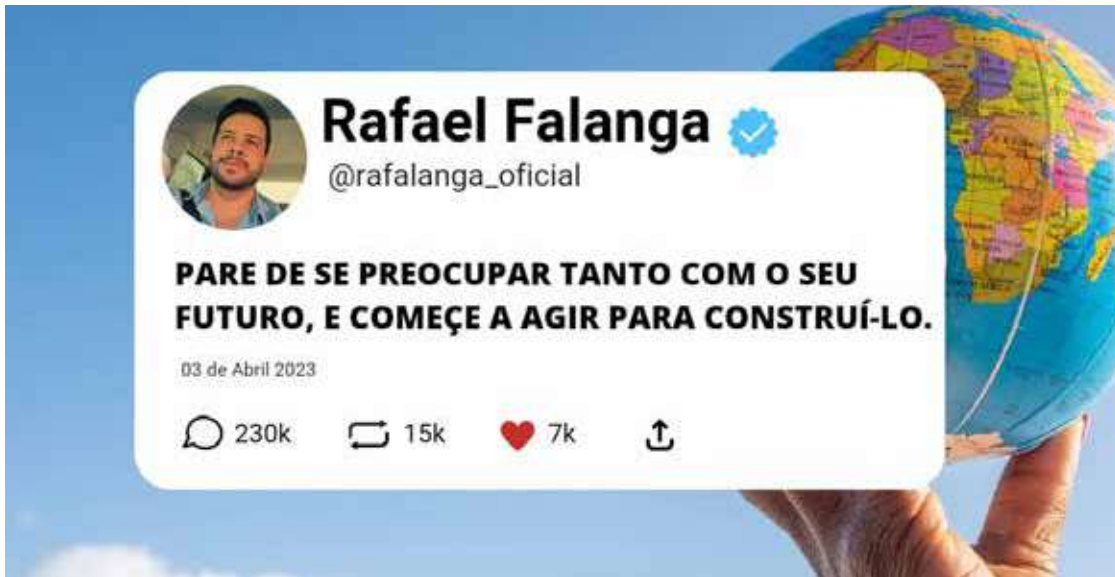 Rafael Falanga
@rafalanga_oficial
PARE DE SE PREOCUPAR TANTO COM O SEU
FUTURO, E COMEÇE A AGIR PARA CONSTRUÍ-LO.
03 de Abril 2023
230k 15k 7k